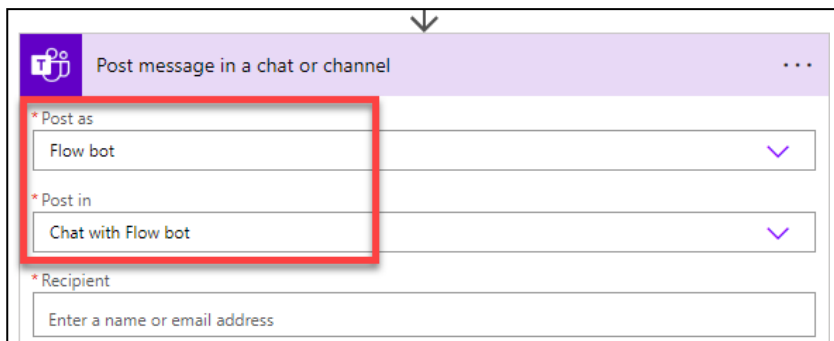 Post message in a chat or channel
* Post as
Flow bot
* Post in
Chat with Flow bot
* Recipient
Enter a name or email address